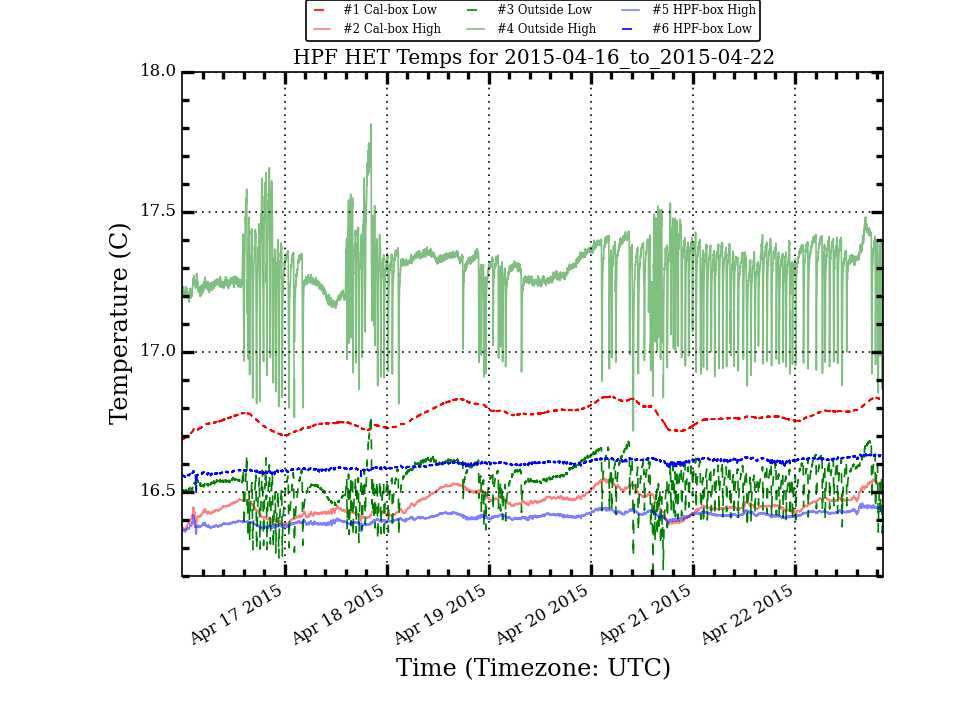 #1 Cal-box Low #3 Outside Low #5 HPF-box High
#2 Cal-box High #4 Outside High #6 HPF-box Low
HPF HET Temps for 2015-04-16_to_2015-04-22
18.0
17.5
17.0
16.5
Temperature (C)
Apr 17 2015 Apr 18 2015 Apr 19 2015 Apr 20 2015 Apr 21 2015 Apr 22 2015
Time (Timezone: UTC)